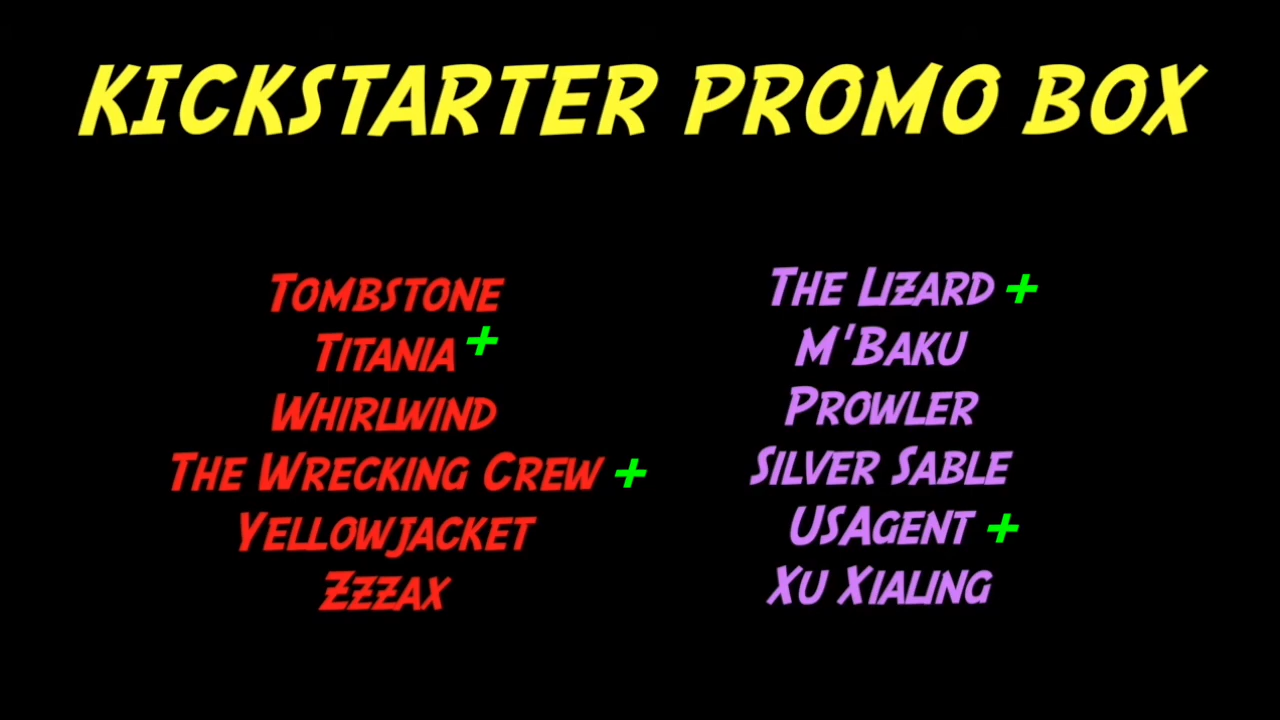 KICKSTARTER PROMO BOX
TOMBSTONE
TITANIA +
WHIRLWIND
THE WRECKING CREW +
YELLOWJACKET
ZZZAX
THE LIZARD +
M'BAKU
PROWLER
SILVER SABLE
USAGENT +
XU XIALING